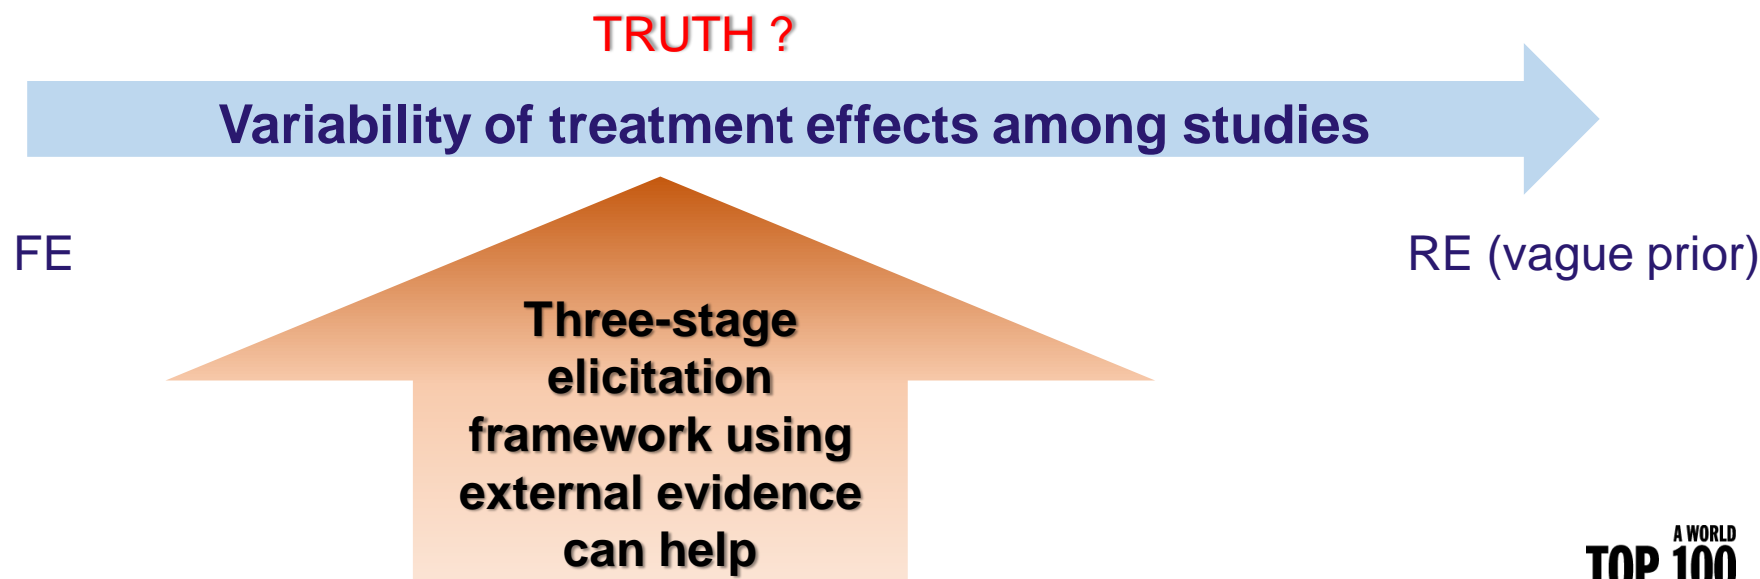 TRUTH ?
Variability of treatment effects among studies
FE
RE (vague prior)
Three-stage
elicitation
framework using
external evidence
can help
A WORLD
TOP 100